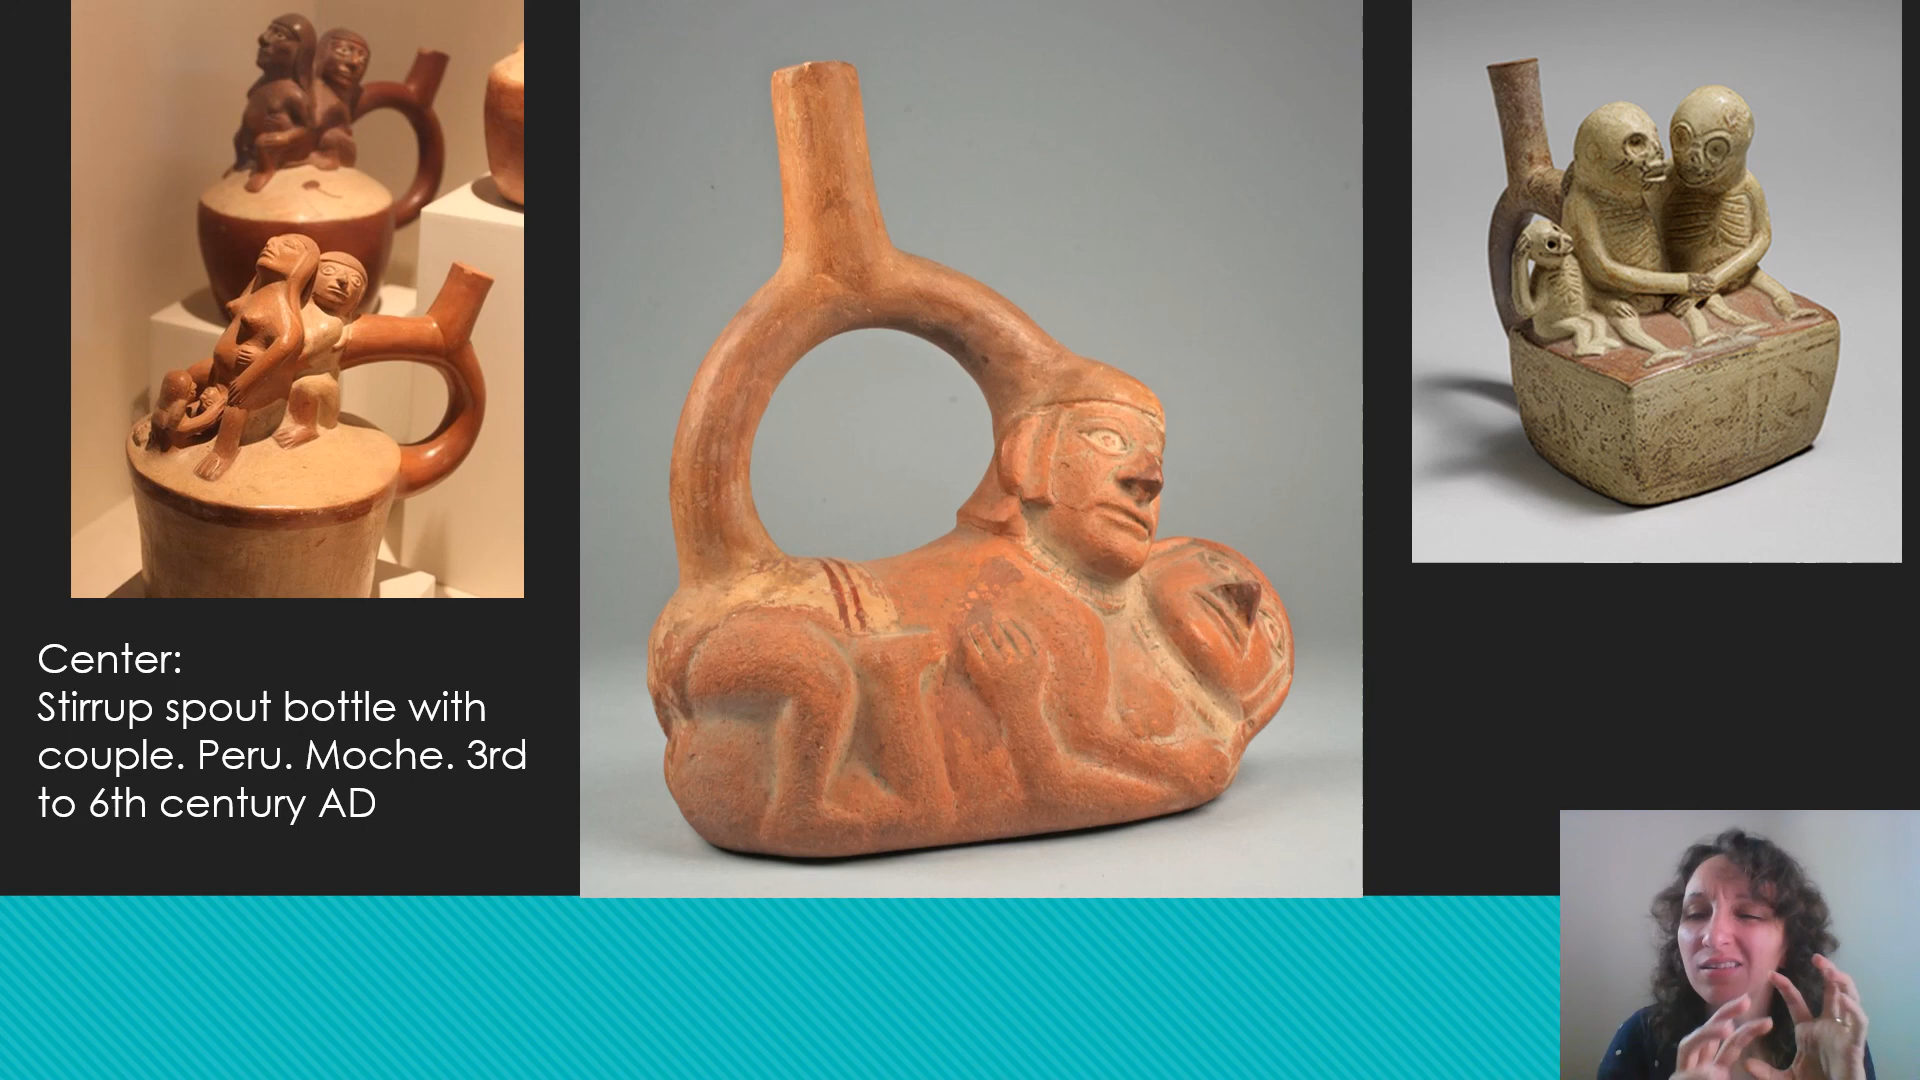 Center:
Stirrup spout bottle with
couple. Peru. Moche. 3rd
to 6th century AD